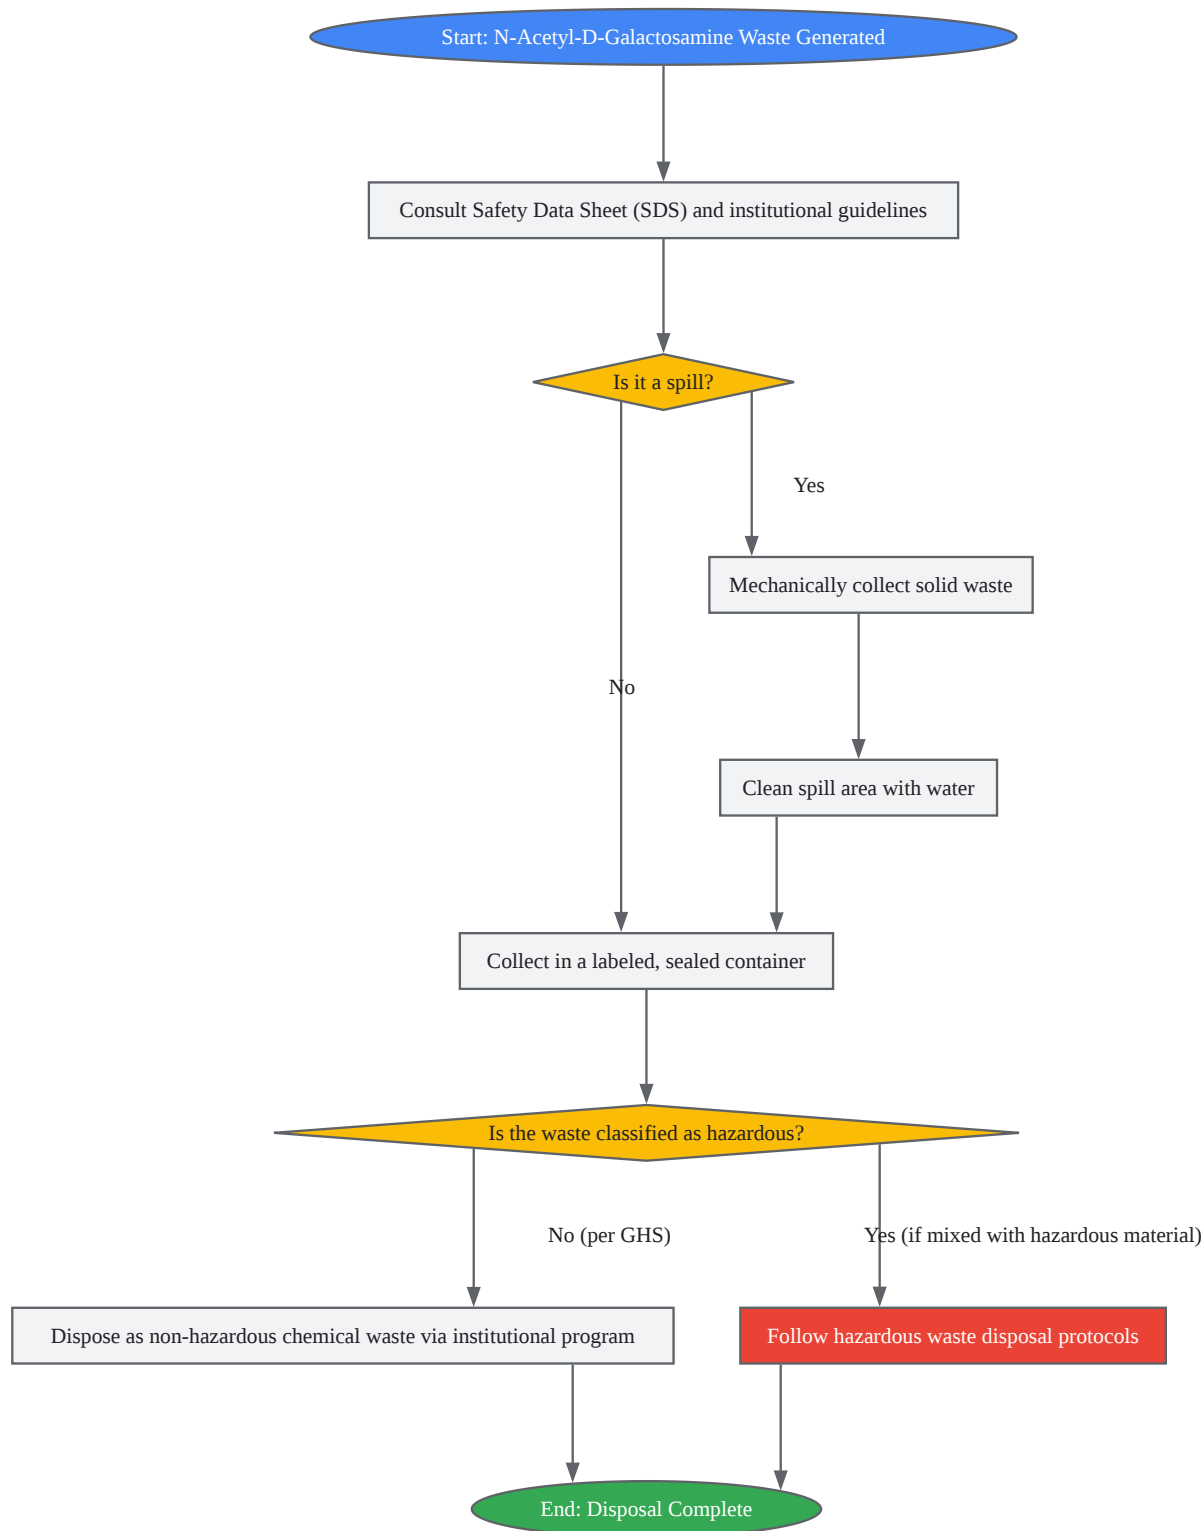 Start: N-Acetyl-D-Galactosamine Waste Generated
Consult Safety Data Sheet (SDS) and institutional guidelines
Is it a spill?
Yes
Mechanically collect solid waste
No
Clean spill area with water
Collect in a labeled, sealed container
Is the waste classified as hazardous?
No (per GHS)
Yes (if mixed with hazardous material)
Dispose as non-hazardous chemical waste via institutional program
Follow hazardous waste disposal protocols
End: Disposal Complete